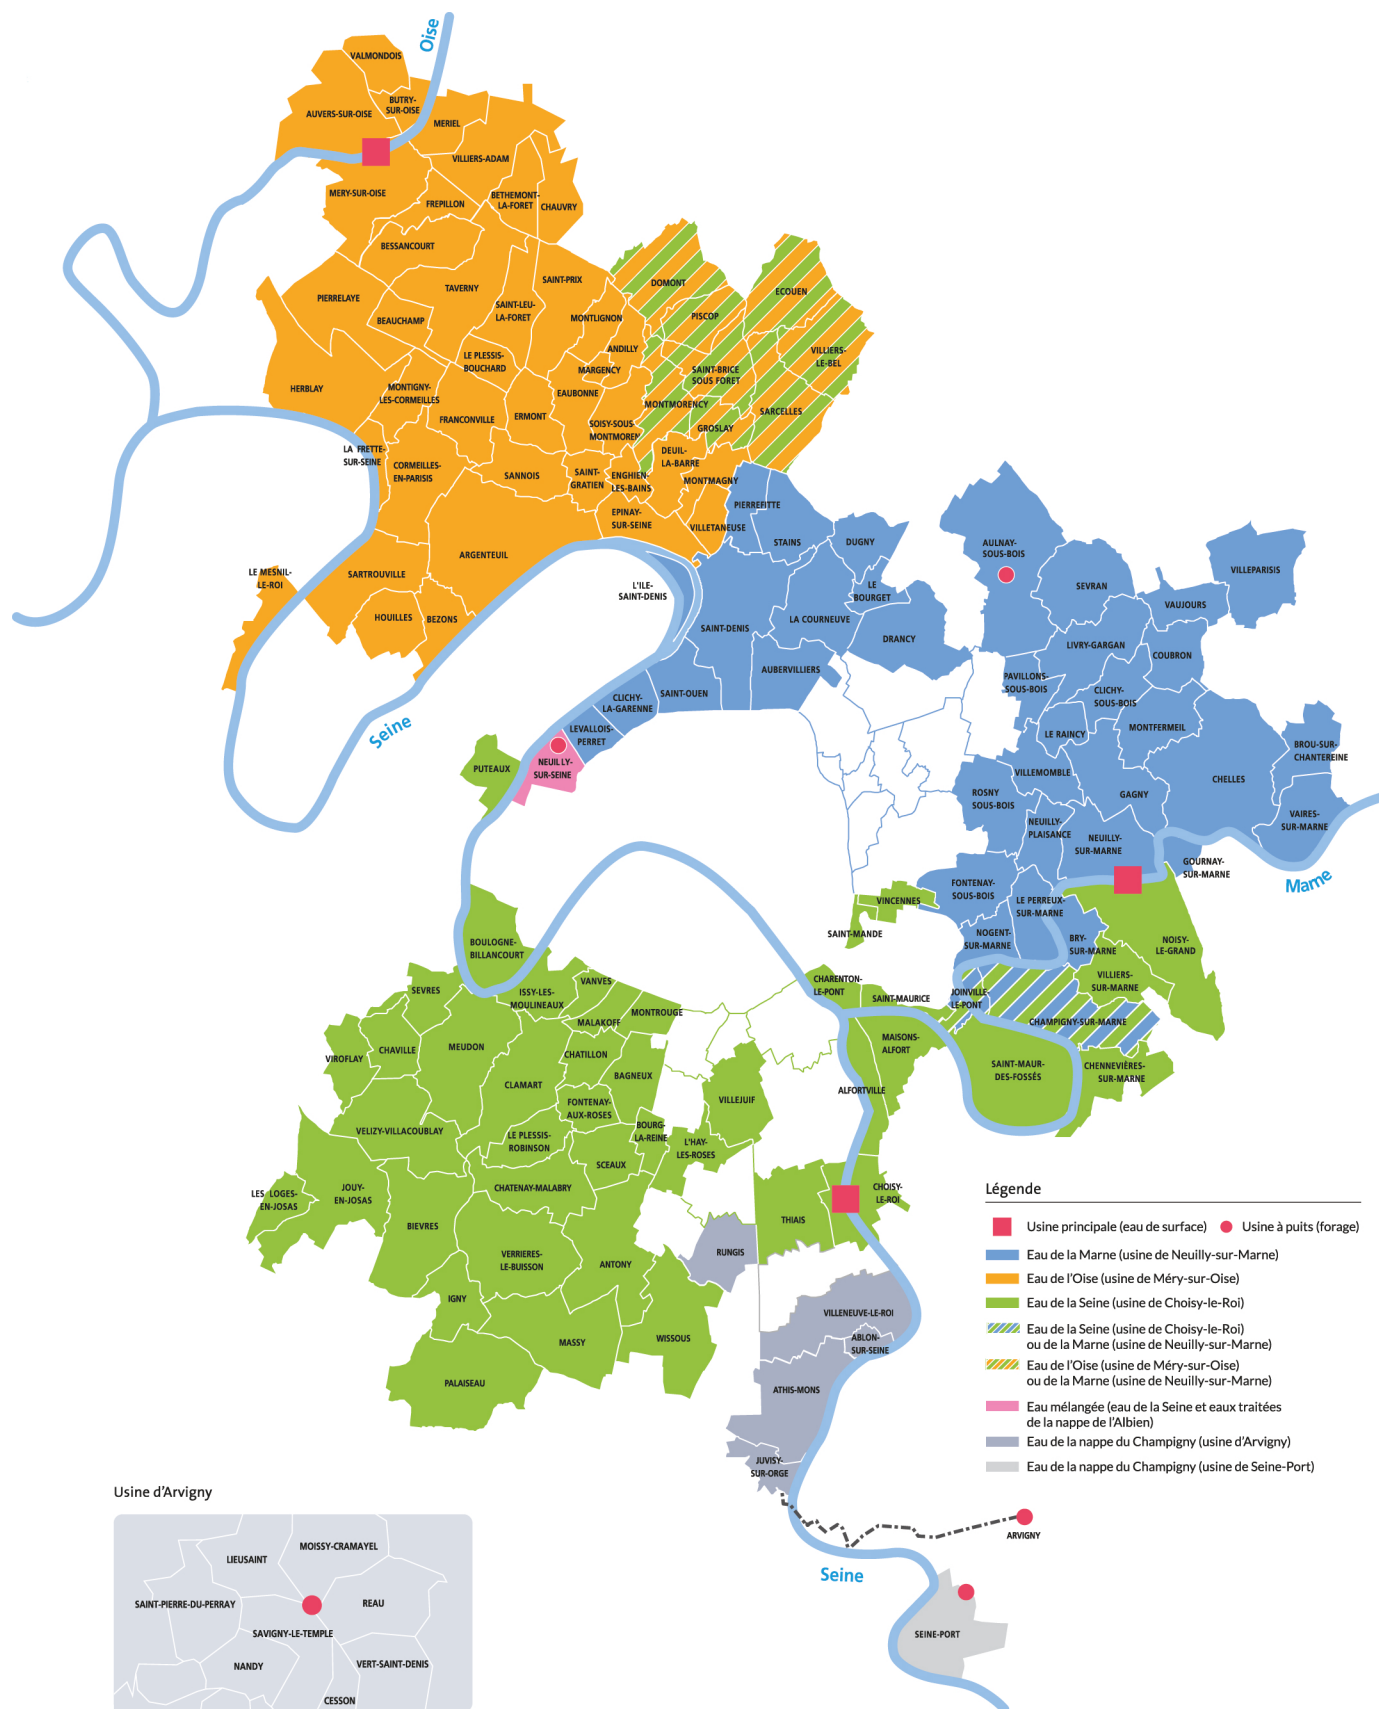 Oise
VALMONDOIS
BUTRY-
SUR-OISE
AUVERS-SUR-OISE
MERIEL
VILLIERS-ADAM
MERY-SUR-OISE
FREPILLON
BETHEMONT-
LA-FORET
CHAUVRY
BESSANCOURT
SAINT-PRIX
DOMONT
ECOUEN
PIERRELAYE
TAVERNY
SAINT-LEU-
LA-FORET
BEAUCHAMP
MONTLIGNON
PISCOP
ANDILLY
LE PLESSIS-
BOUCHARD
MARGENCY
SAINT-BRICE
SOUS FORET
VILLIERS-
LE-BEL
HERBLAY
MONTIGNY-
LES-CORMEILLES
EAUBONNE
MONTMORENCY
SARCELLES
FRANCONVILLE
ERMONT
SOISY-SOUS-
MONTMOREN
GROSLAY
LA FRETTE-
SUR-SEINE
CORMEILLES-
EN-PARISIS
SANNOIS
SAINT-
GRATIEN
ENGHIEN-
LES-BAINS
DEUIL-
LA-BARRE
MONTMAGNY
EPINAY-
SUR-SEINE
VILLETANEUSE
PIERREFITTE
STAINS
DUGNY
LE
BOURGET
ARGENTEUIL
SARTROUVILLE
LE MESNIL-
LE-ROI
HOUILLES
BEZONS
L'ILE-
SAINT-DENIS
SAINT-DENIS
LA COURNEUVE
DRANCY
AUBERVILLIERS
SAINT-OUEN
CLICHY-
LA-GARENNE
LEVALLOIS-
PERRET
NEUILLY-
SUR-SEINE
PUTEAUX
Seine
AULNAY-
SOUS-BOIS
SEVRAN
VILLEPARISIS
VAUJOURS
LIVRY-GARGAN
COUBRON
PAVILLONS-
SOUS-BOIS
CLICHY-
SOUS-BOIS
LE RAINCY
MONTFERMEIL
BROU-SUR-
CHANTEREINE
VILLEMOMBLE
CHELLES
ROSNY
SOUS-BOIS
GAGNY
NEUILLY-
PLAISANCE
NEUILLY-
SUR-MARNE
VAIRES-
SUR-MARNE
GOURNAY-
SUR-MARNE
Marne
FONTENAY-
SOUS-BOIS
LE PERREUX-
SUR-MARNE
VINCENNES
SAINT-MANDE
NOGENT-
SUR-MARNE
BRY-
SUR-MARNE
NOISY-
LE-GRAND
VILLIERS-
SUR-MARNE
JOINVILLE-
LE-PONT
CHAMPIGNY-SUR-MARNE
CHARENTON-
LE-PONT
SAINT-MAURICE
MAISONS-
ALFORT
SAINT-MAUR-
DES-FOSSÉS
CHENNEVIÈRES-
SUR-MARNE
ALFORTVILLE
BOULOGNE-
BILLANCOURT
SEVRES
ISSY-LES-
MOULINEAUX
VANVES
MALAKOFF
MONTROUGE
VIROFLAY
CHAVILLE
MEUDON
CHATILLON
BAGNEUX
CLAMART
FONTENAY-
AUX-ROSES
VILLEJUIF
VELIZY-VILLACOUBLAY
LE PLESSIS-
ROBINSON
BOURG-
LA-REINE
L'HAY-
LES-ROSES
SCEAUX
LES LOGES-
EN-JOSAS
JOUY-
EN-JOSAS
CHATENAY-MALABRY
BIEVRES
VERRIERES-
LE-BUISSON
ANTONY
RUNGIS
THIAIS
CHOISY-
LE-ROI
IGNY
MASSY
WISSOUS
PALAISEAU
VILLENEUVE-LE-ROI
ABLON-
SUR-SEINE
ATHIS-MONS
JUVISY-
SUR-ORGE
ARVIGNY
Seine
SEINE-PORT
Légende
Usine principale (eau de surface)
Usine à puits (forage)
Eau de la Marne (usine de Neuilly-sur-Marne)
Eau de l'Oise (usine de Méry-sur-Oise)
Eau de la Seine (usine de Choisy-le-Roi)
Eau de la Seine (usine de Choisy-le-Roi)
ou de la Marne (usine de Neuilly-sur-Marne)
Eau de l'Oise (usine de Méry-sur-Oise)
ou de la Marne (usine de Neuilly-sur-Marne)
Eau mélangée (eau de la Seine et eaux traitées
de la nappe de l'Albien)
Eau de la nappe du Champigny (usine d'Arvigny)
Eau de la nappe du Champigny (usine de Seine-Port)
Usine d'Arvigny
LIEUSAINT
MOISSY-CRAMAYEL
SAINT-PIERRE-DU-PERRAY
REAU
SAVIGNY-LE-TEMPLE
NANDY
VERT-SAINT-DENIS
CESSON